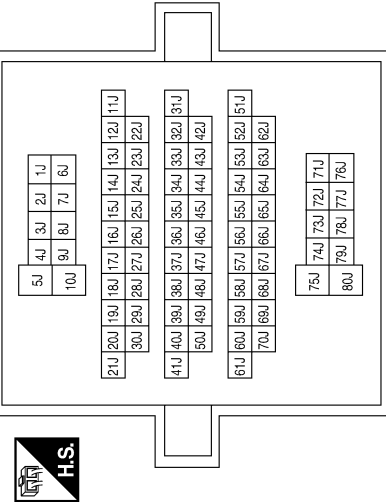 H.S.
5J 4J 3J 2J 1J
10J 9J 8J 7J 6J
21J 20J 19J 18J 17J 16J 15J 14J 13J 12J 11J
30J 29J 28J 27J 26J 25J 24J 23J 22J
41J 40J 39J 38J 37J 36J 35J 34J 33J 32J 31J
50J 49J 48J 47J 46J 45J 44J 43J 42J
61J 60J 59J 58J 57J 56J 55J 54J 53J 52J 51J
70J 69J 68J 67J 66J 65J 64J 63J 62J
75J 74J 73J 72J 71J
80J 79J 78J 77J 76J